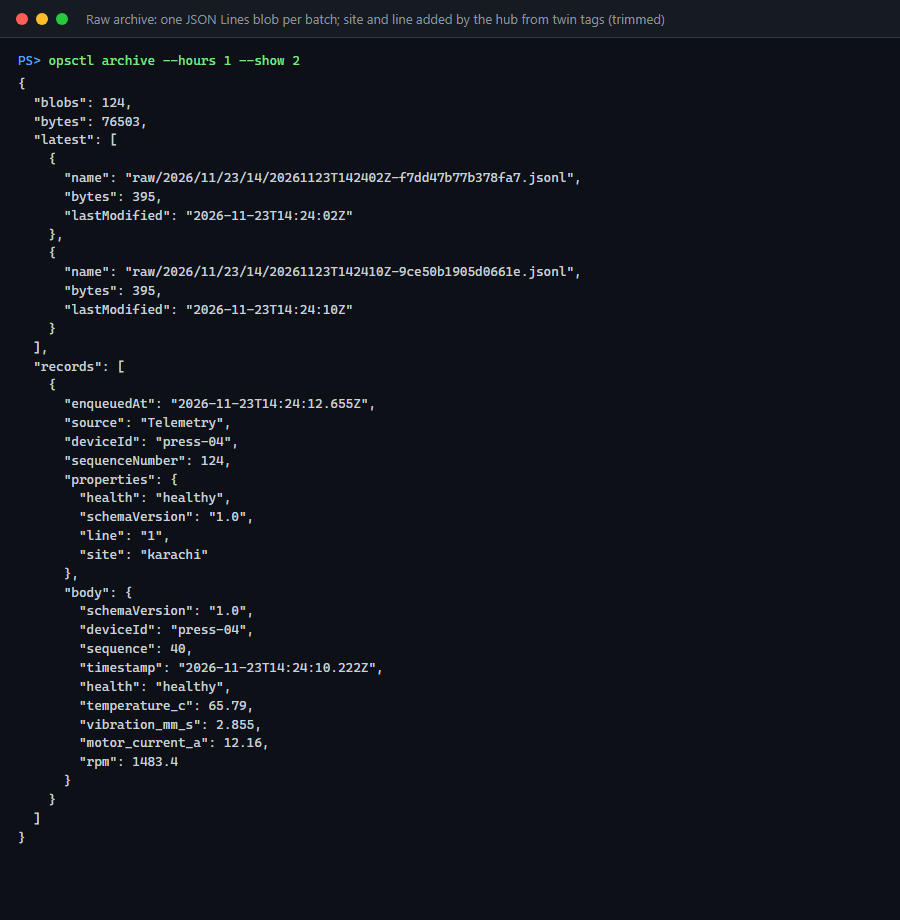 Raw archive: one JSON Lines blob per batch; site and line added by the hub from twin tags (trimmed)
PS> opsctl archive --hours 1 --show 2
{
  "blobs": 124,
  "bytes": 76503,
  "latest": [
    {
      "name": "raw/2026/11/23/14/20261123T142402Z-f7dd47b77b378fa7.jsonl",
      "bytes": 395,
      "lastModified": "2026-11-23T14:24:02Z"
    },
    {
      "name": "raw/2026/11/23/14/20261123T142410Z-9ce50b1905d0661e.jsonl",
      "bytes": 395,
      "lastModified": "2026-11-23T14:24:10Z"
    }
  ],
  "records": [
    {
      "enqueuedAt": "2026-11-23T14:24:12.655Z",
      "source": "Telemetry",
      "deviceId": "press-04",
      "sequenceNumber": 124,
      "properties": {
        "health": "healthy",
        "schemaVersion": "1.0",
        "line": "1",
        "site": "karachi"
      },
      "body": {
        "schemaVersion": "1.0",
        "deviceId": "press-04",
        "sequence": 40,
        "timestamp": "2026-11-23T14:24:10.222Z",
        "health": "healthy",
        "temperature_c": 65.79,
        "vibration_mm_s": 2.855,
        "motor_current_a": 12.16,
        "rpm": 1483.4
      }
    }
  ]
}